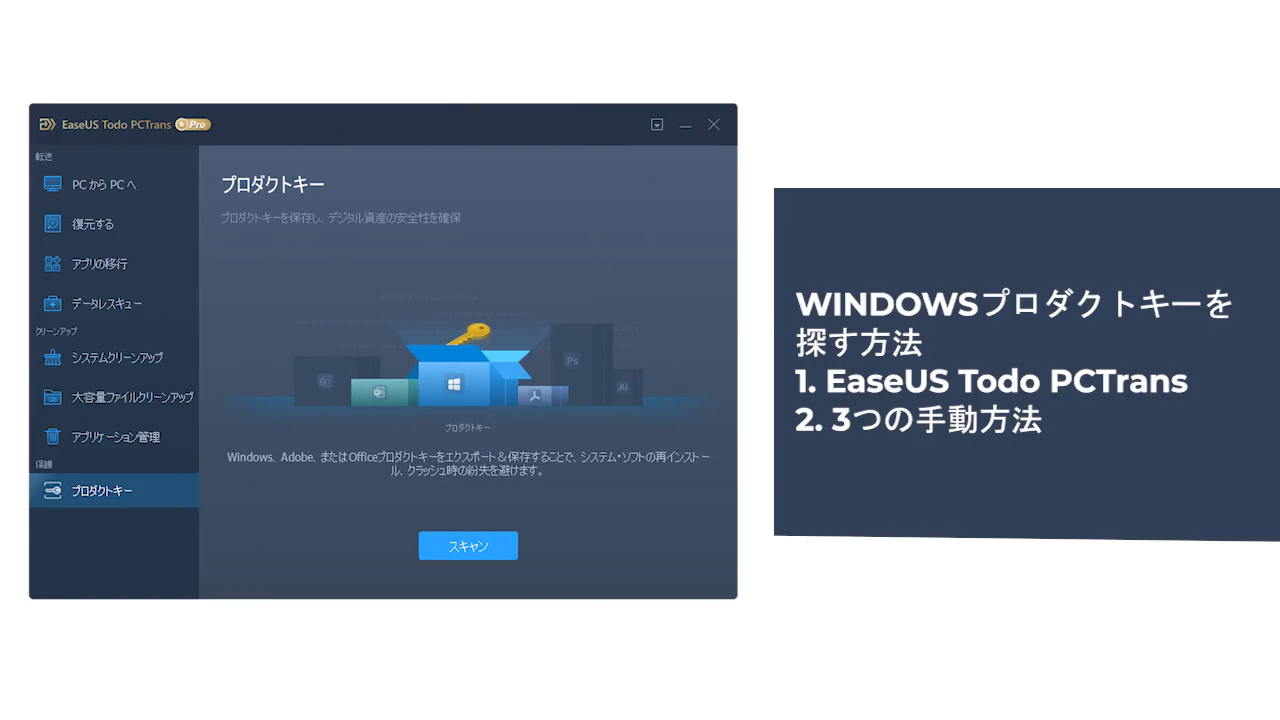 EaseUS Todo PCTrans Pro
転送
PC から PC へ
復元する
アプリの移行
データレスキュー
クリーンアップ
システムクリーンアップ
大容量ファイルクリーンアップ
アプリケーション管理
保護
プロダクトキー
プロダクトキー
プロダクトキーを保存し、デジタル資産の安全性を確保
Ps
Ai
プロダクトキー
Windows、Adobe、またはOfficeプロダクトキーをエクスポート＆保存することで、システム・ソフトの再インストー
ル、クラッシュ時の紛失を避けます。
スキャン
WINDOWSプロダクトキーを
探す方法
1. EaseUS Todo PCTrans
2. 3つの手動方法